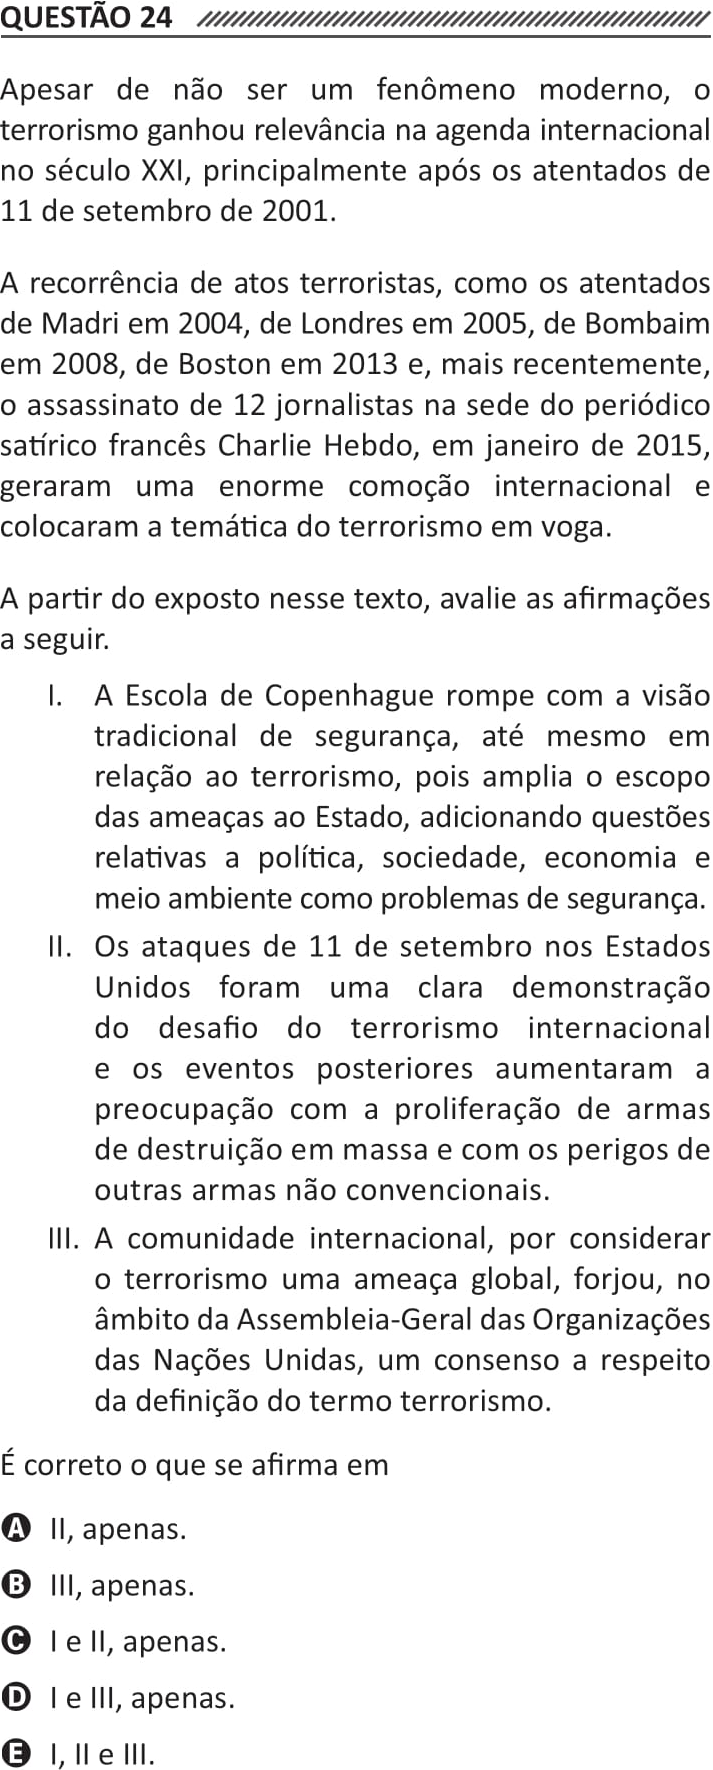 QUESTÃO 24
Apesar de não ser um fenômeno moderno, o
terrorismo ganhou relevância na agenda internacional
no século XXI, principalmente após os atentados de
11 de setembro de 2001.
A recorrência de atos terroristas, como os atentados
de Madri em 2004, de Londres em 2005, de Bombaim
em 2008, de Boston em 2013 e, mais recentemente,
o assassinato de 12 jornalistas na sede do periódico
satírico francês Charlie Hebdo, em janeiro de 2015,
geraram uma enorme comoção internacional e
colocaram a temática do terrorismo em voga.
A partir do exposto nesse texto, avalie as afirmações
a seguir.
I. A Escola de Copenhague rompe com a visão
tradicional de segurança, até mesmo em
relação ao terrorismo, pois amplia o escopo
das ameaças ao Estado, adicionando questões
relativas a política, sociedade, economia e
meio ambiente como problemas de segurança.
II. Os ataques de 11 de setembro nos Estados
Unidos foram uma clara demonstração
do desafio do terrorismo internacional
e os eventos posteriores aumentaram a
preocupação com a proliferação de armas
de destruição em massa e com os perigos de
outras armas não convencionais.
III. A comunidade internacional, por considerar
o terrorismo uma ameaça global, forjou, no
âmbito da Assembleia-Geral das Organizações
das Nações Unidas, um consenso a respeito
da definição do termo terrorismo.
É correto o que se afirma em
A II, apenas.
B III, apenas.
C I e II, apenas.
D I e III, apenas.
E I, II e III.